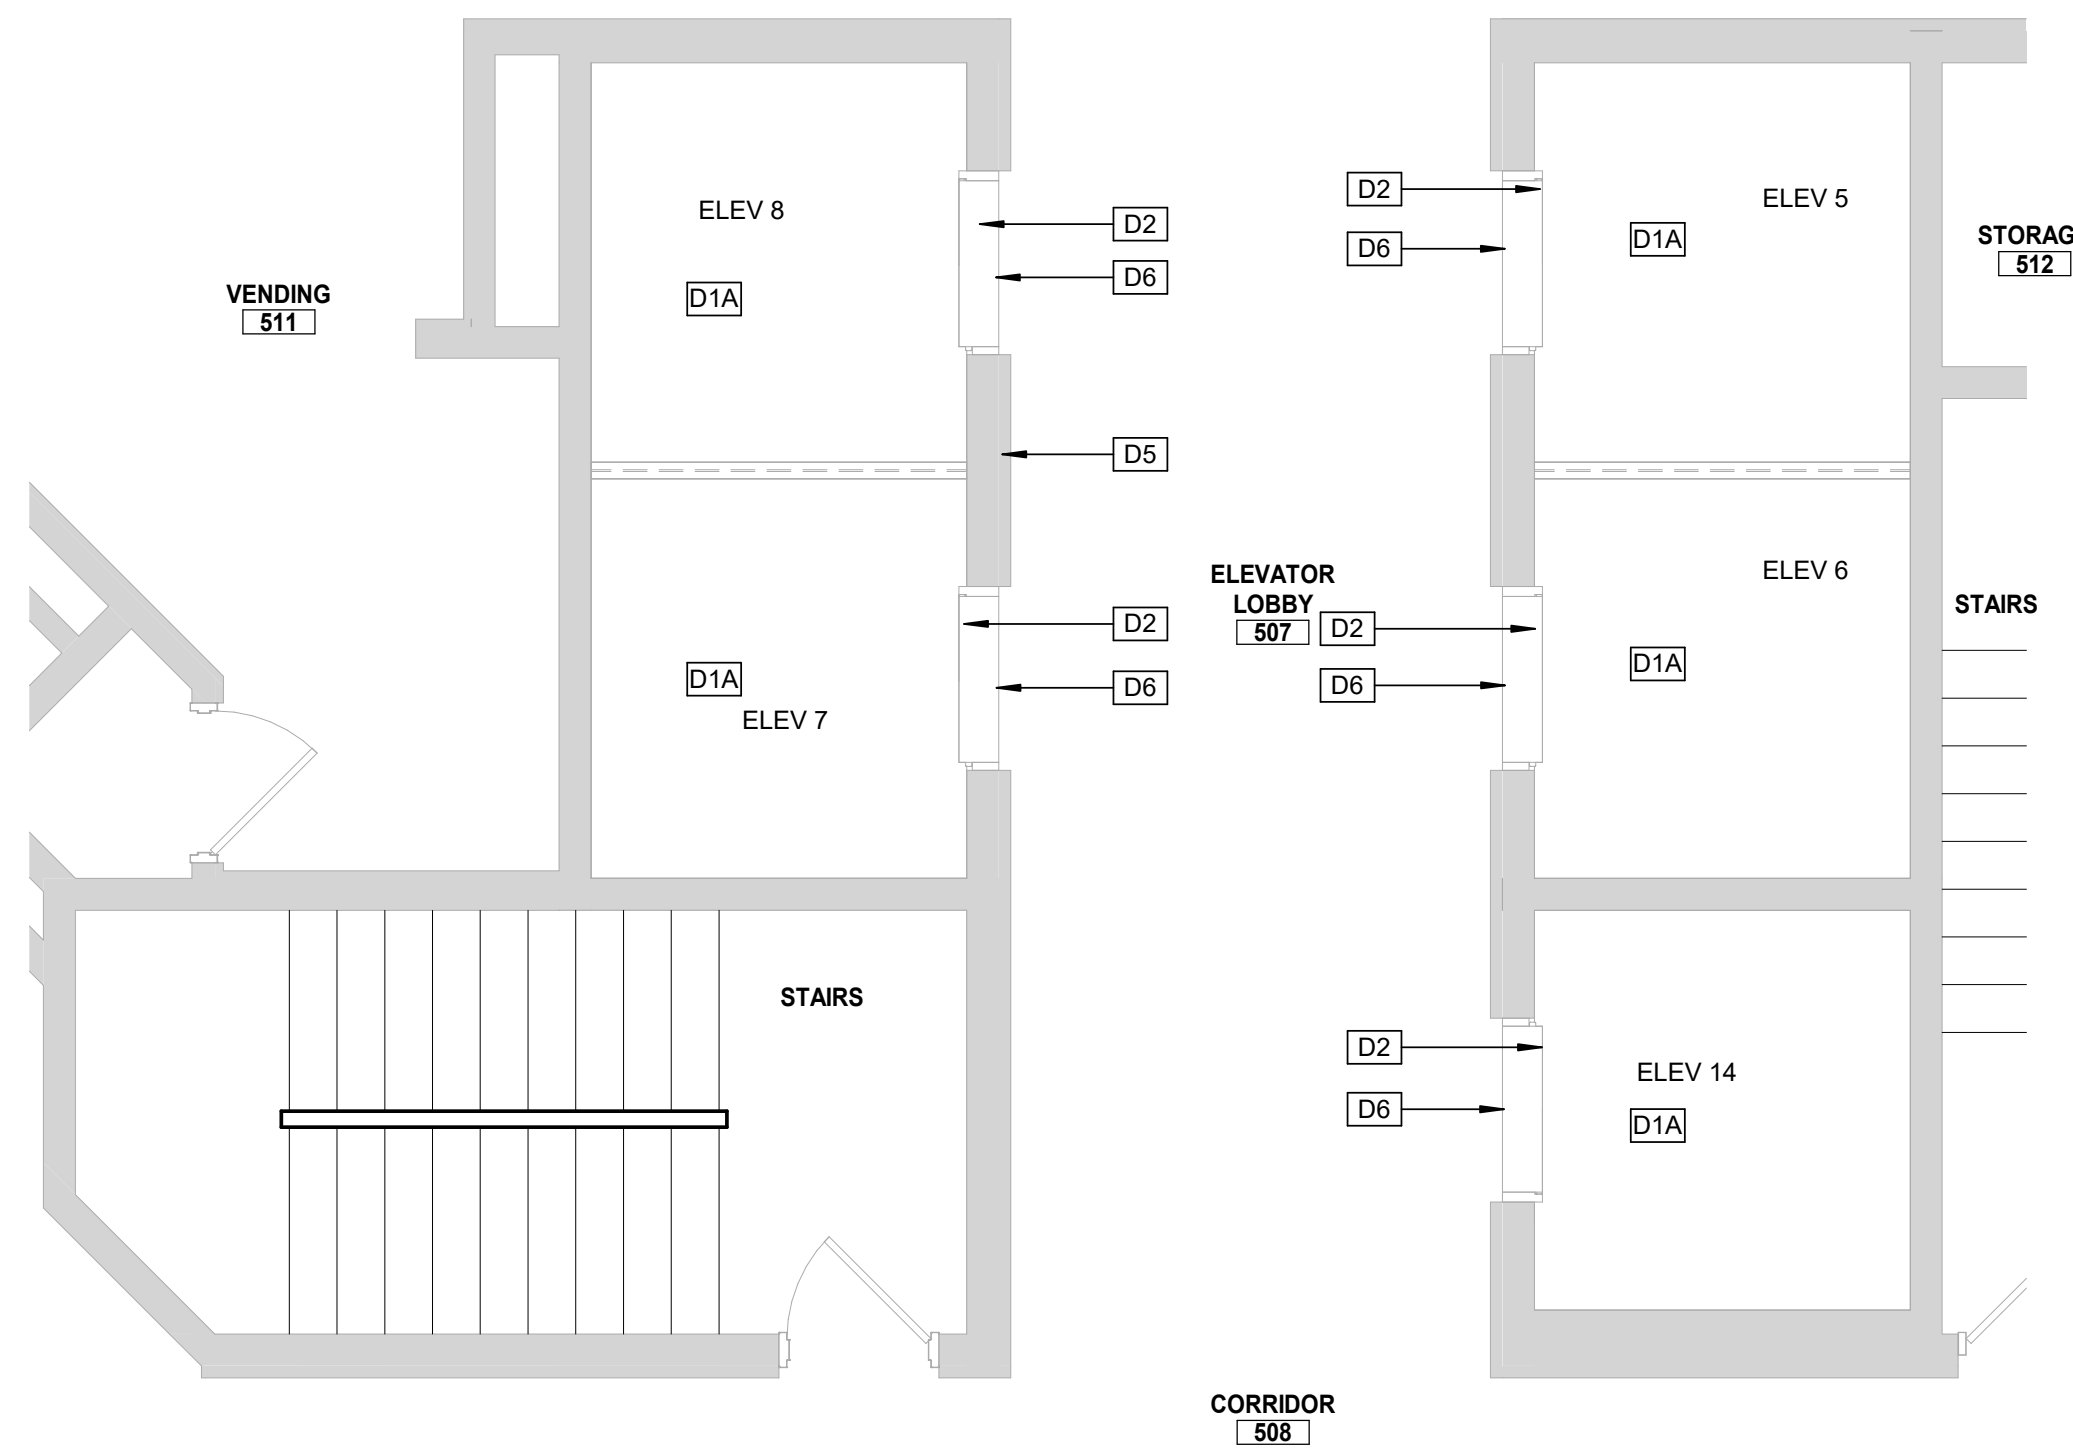 ELEV 8
D2
D6
D1A
VENDING
511
D5
D2
D6
D1A
ELEV 7
STAIRS
D2
D6
ELEV 5
D1A
STORAG
512
ELEVATOR
LOBBY
507
D2
D6
ELEV 6
D1A
STAIRS
D2
D6
ELEV 14
D1A
CORRIDOR
508